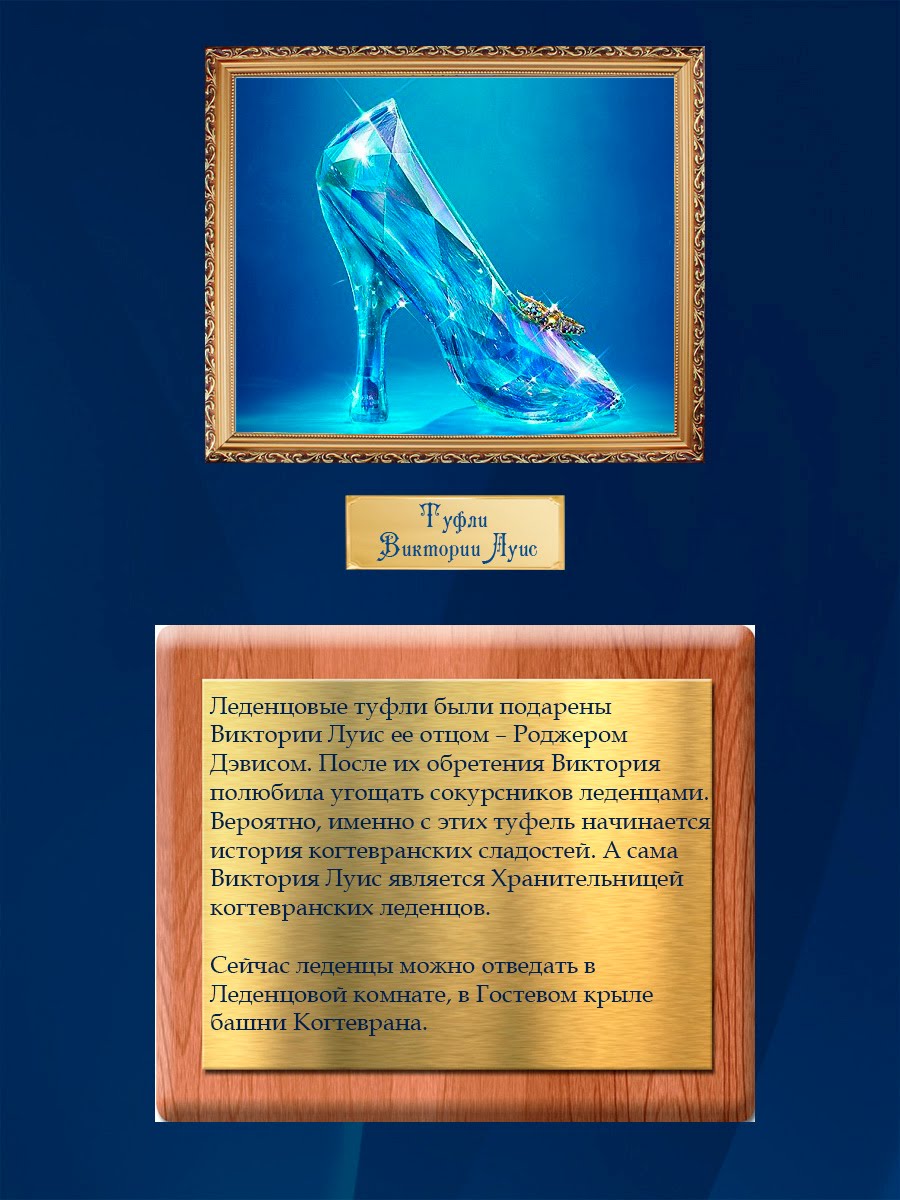 Туфли
Виктории Луис
Леденцовые туфли были подарены
Виктории Луис ее отцом – Роджером
Дэвисом. После их обретения Виктория
полюбила угощать сокурсников леденцами.
Вероятно, именно с этих туфель начинается
история когтевранских сладостей. А сама
Виктория Луис является Хранительницей
когтевранских леденцов.
Сейчас леденцы можно отведать в
Леденцовой комнате, в Гостевом крыле
башни Когтеврана.